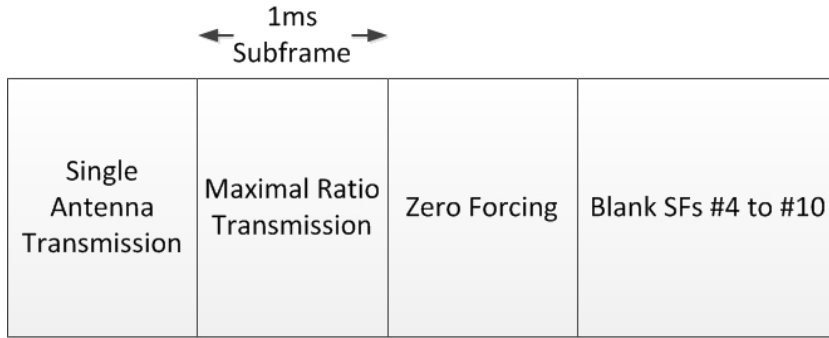 1ms
Subframe
Single
Antenna
Transmission
Maximal Ratio
Transmission
Zero Forcing
Blank SFs #4 to #10